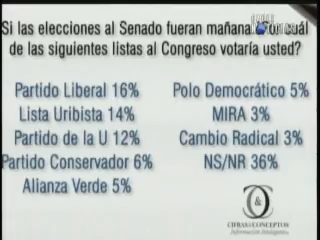 Si las elecciones al Senado fueran mañana cuál
de las siguientes listas al Congreso votaría usted?
Partido Liberal 16%
Lista Uribista 14%
Partido de la U 12%
Partido Conservador 6%
Alianza Verde 5%
Polo Democrático 5%
MIRA 3%
Cambio Radical 3%
NS/NR 36%
CIFRAS & CONCEPTOS
Información Inteligente